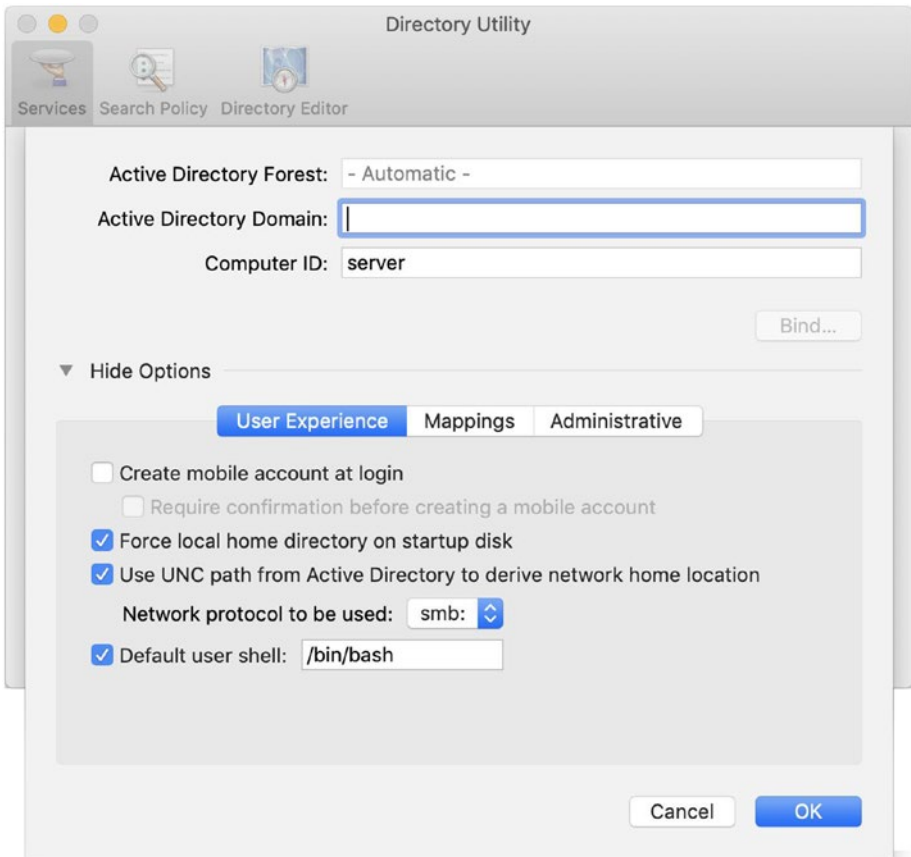 Directory Utility
Services Search Policy Directory Editor
Active Directory Forest: - Automatic -
Active Directory Domain:
Computer ID: server
Bind...
Hide Options
User Experience Mappings Administrative
Create mobile account at login
Require confirmation before creating a mobile account
Force local home directory on startup disk
Use UNC path from Active Directory to derive network home location
Network protocol to be used: smb:
Default user shell: /bin/bash
Cancel OK